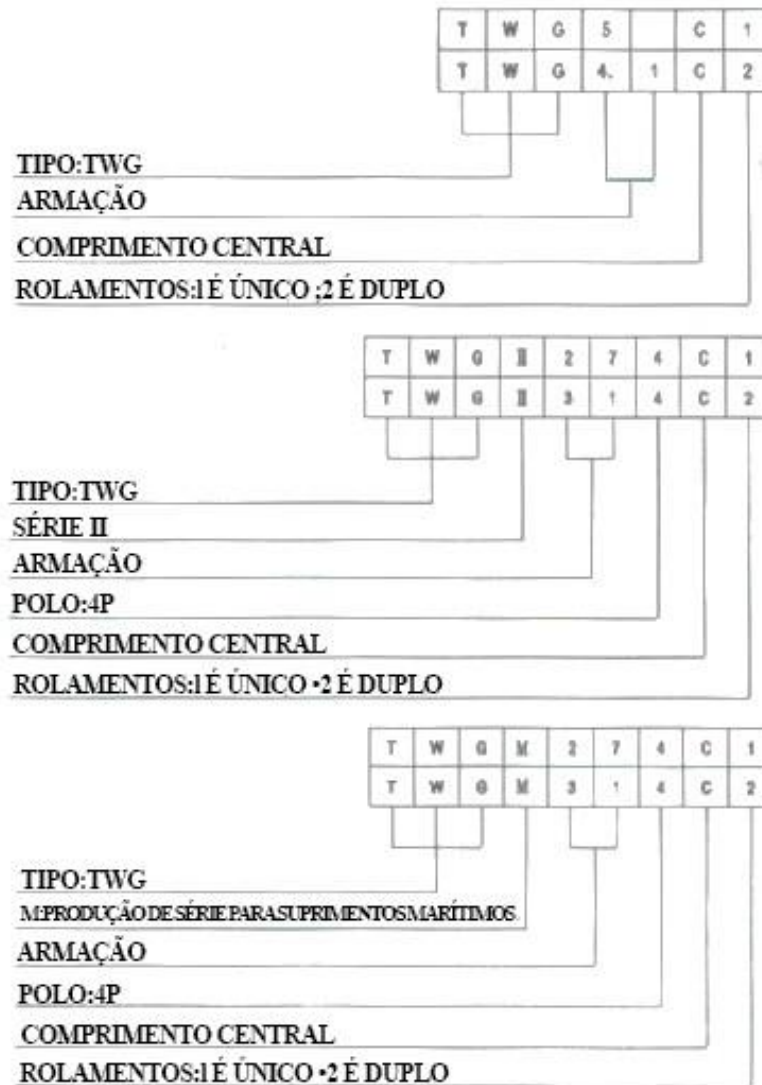 T W G 5 C 1
T W G 4. 1 C 2
TIPO:TWG
ARMAÇÃO
COMPRIMENTO CENTRAL
ROLAMENTOS:1 É ÚNICO ;2 É DUPLO
T W G II 2 7 4 C 1
T W G II 3 1 4 C 2
TIPO:TWG
SÉRIE II
ARMAÇÃO
POLO:4P
COMPRIMENTO CENTRAL
ROLAMENTOS:1 É ÚNICO •2 É DUPLO
T W G M 2 7 4 C 1
T W G M 3 1 4 C 2
TIPO:TWG
M:PRODUÇÃO DE SÉRIE PARA SUPRIMENTOS MARÍTIMOS.
ARMAÇÃO
POLO:4P
COMPRIMENTO CENTRAL
ROLAMENTOS:1 É ÚNICO •2 É DUPLO